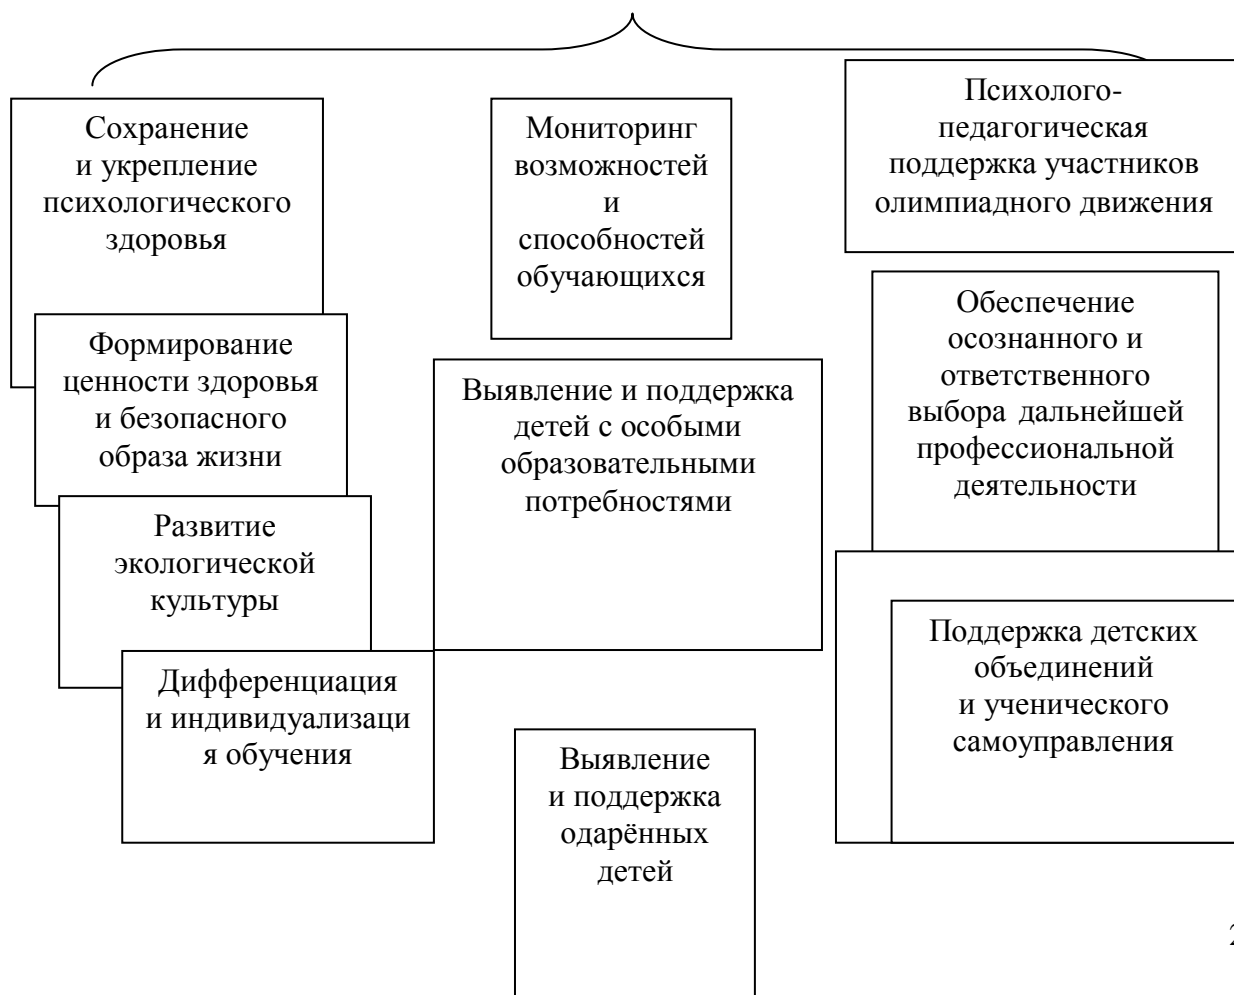 Сохранение
и укрепление
психологического
здоровья
Формирование
ценности здоровья
и безопасного
образа жизни
Развитие
экологической
культуры
Дифференциация
и индивидуализаци
я обучения
Мониторинг
возможностей
и
способностей
обучающихся
Выявление и поддержка
детей с особыми
образовательными
потребностями
Выявление
и поддержка
одарённых
детей
Психолого-
педагогическая
поддержка участников
олимпиадного движения
Обеспечение
осознанного и
ответственного
выбора дальнейшей
профессиональной
деятельности
Поддержка детских
объединений
и ученического
самоуправления